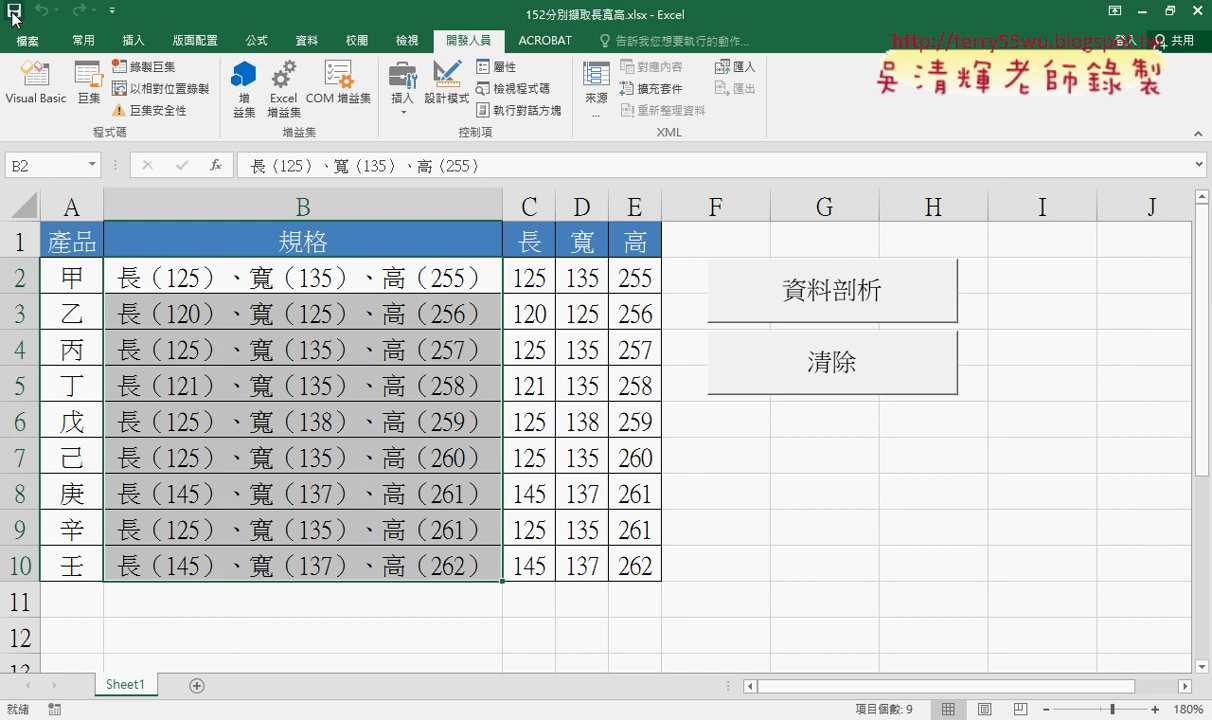 152分別擷取長寬高.xlsx - Excel
檔案 常用 插入 版面配置 公式 資料 校閱 檢視 開發人員 ACROBAT 告訴我您想要執行的動作... 登入 共用
http://terry55wu.blogspot.tw
吳清輝老師錄製
Visual Basic 巨集 錄製巨集 以相對位置錄製 巨集安全性 增益集 Excel 增益集 COM 增益集 插入 設計模式 屬性 檢視程式碼 執行對話方塊 來源... 對應內容 擴充套件 重新整理資料 匯入 匯出
程式碼 增益集 控制項 XML
B2 fx 長（125）、寬（135）、高（255）
A B C D E F G H I J
1 產品 規格 長 寬 高
2 甲 長（125）、寬（135）、高（255） 125 135 255
3 乙 長（120）、寬（125）、高（256） 120 125 256
4 丙 長（125）、寬（135）、高（257） 125 135 257
5 丁 長（121）、寬（135）、高（258） 121 135 258
6 戊 長（125）、寬（138）、高（259） 125 138 259
7 己 長（125）、寬（135）、高（260） 125 135 260
8 庚 長（145）、寬（137）、高（261） 145 137 261
9 辛 長（125）、寬（135）、高（261） 125 135 261
10 壬 長（145）、寬（137）、高（262） 145 137 262
11
12
13
資料剖析
清除
Sheet1
就緒 項目個數: 9 180%